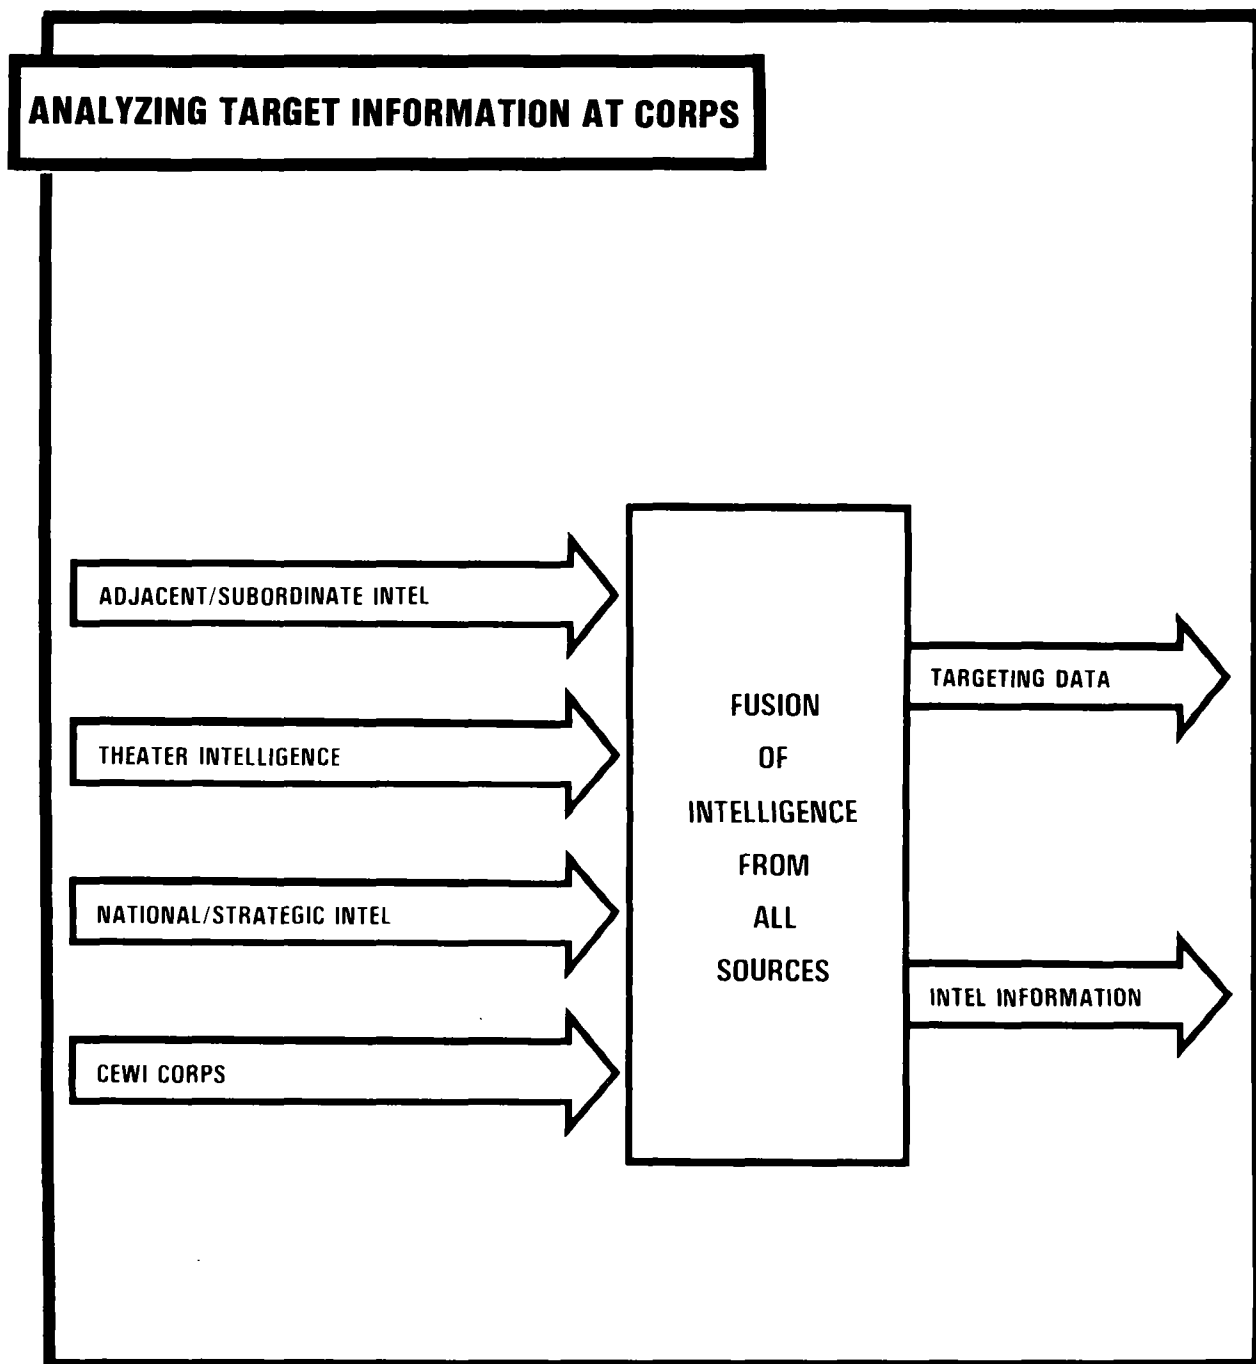 ANALYZING TARGET INFORMATION AT CORPS
ADJACENT/SUBORDINATE INTEL
THEATER INTELLIGENCE
NATIONAL/STRATEGIC INTEL
CEWI CORPS
FUSION
OF
INTELLIGENCE
FROM
ALL
SOURCES
TARGETING DATA
INTEL INFORMATION